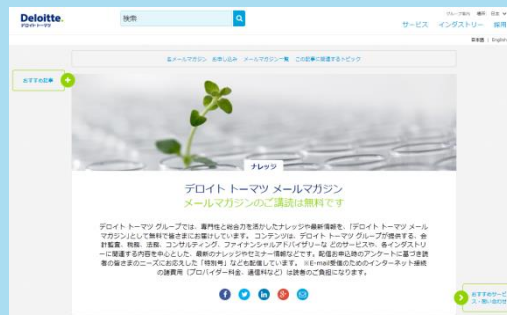 Deloitte.
デロイト トーマツ
検索
グループ案内 場所: 日本
サービス インダストリー 採用
日本語 | English
各メールマガジン お申し込み メールマガジン一覧 この記事に関連するトピック
おすすめ記事
ナレッジ
デロイト トーマツ メールマガジン
メールマガジンのご購読は無料です
デロイト トーマツ グループでは、専門性と総合力を活かしたナレッジや最新情報を、「デロイト トーマツ メール
マガジン」として無料で皆さまにお届けしています。 コンテンツは、デロイト トーマツ グループが提供する、会
計監査、税務、法務、コンサルティング、ファイナンシャルアドバイザリーな どのサービスや、各インダストリ
ーに関連する内容を中心とした、最新のナレッジやセミナー情報などです。配信お申込時のアンケートに基づき読
者の皆さまのニーズにお応えした「特別号」なども配信しています。 ※E-mail受信のためのインターネット接続
の諸費用（プロバイダー料金、通信料など）は読者のご負担になります。
おすすめサービ
ス・問い合わせ